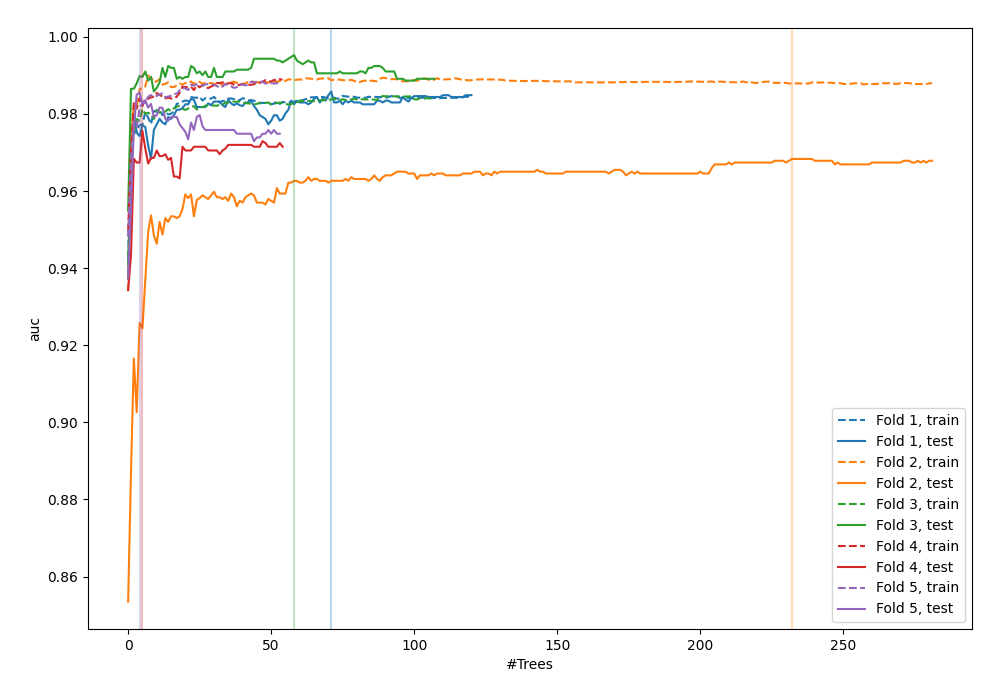 1.00
0.98
0.96
0.94
0.92
0.90
0.88
0.86
auc
0
50
100
150
200
250
#Trees
Fold 1, train
Fold 1, test
Fold 2, train
Fold 2, test
Fold 3, train
Fold 3, test
Fold 4, train
Fold 4, test
Fold 5, train
Fold 5, test